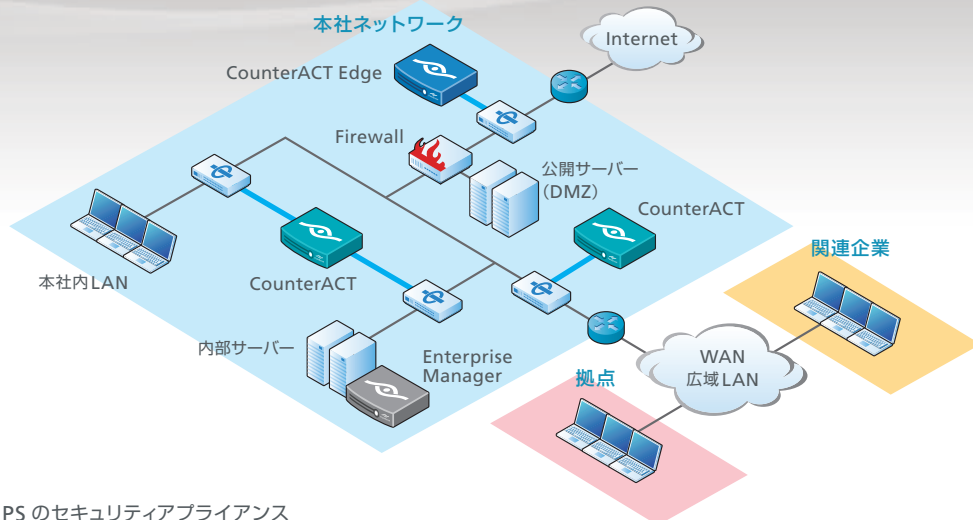 本社ネットワーク
Internet
CounterACT Edge
Firewall
公開サーバー
(DMZ)
CounterACT
関連企業
本社内LAN
CounterACT
内部サーバー
Enterprise
Manager
WAN
広域LAN
拠点
PS のセキュリティアプライアンス